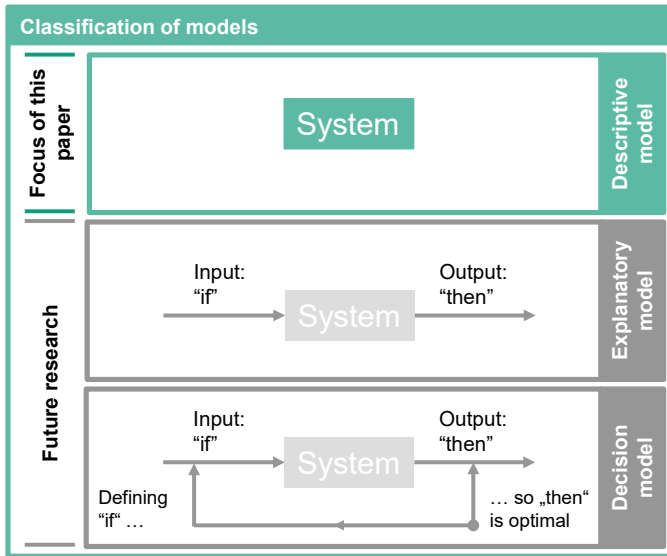 Classification of models
Focus of this
paper
System
Descriptive
model
Future research
Input:
“if”
Output:
“then”
System
Explanatory
model
Input:
“if”
Output:
“then”
System
Defining
“if“ …
… so „then“
is optimal
Decision
model